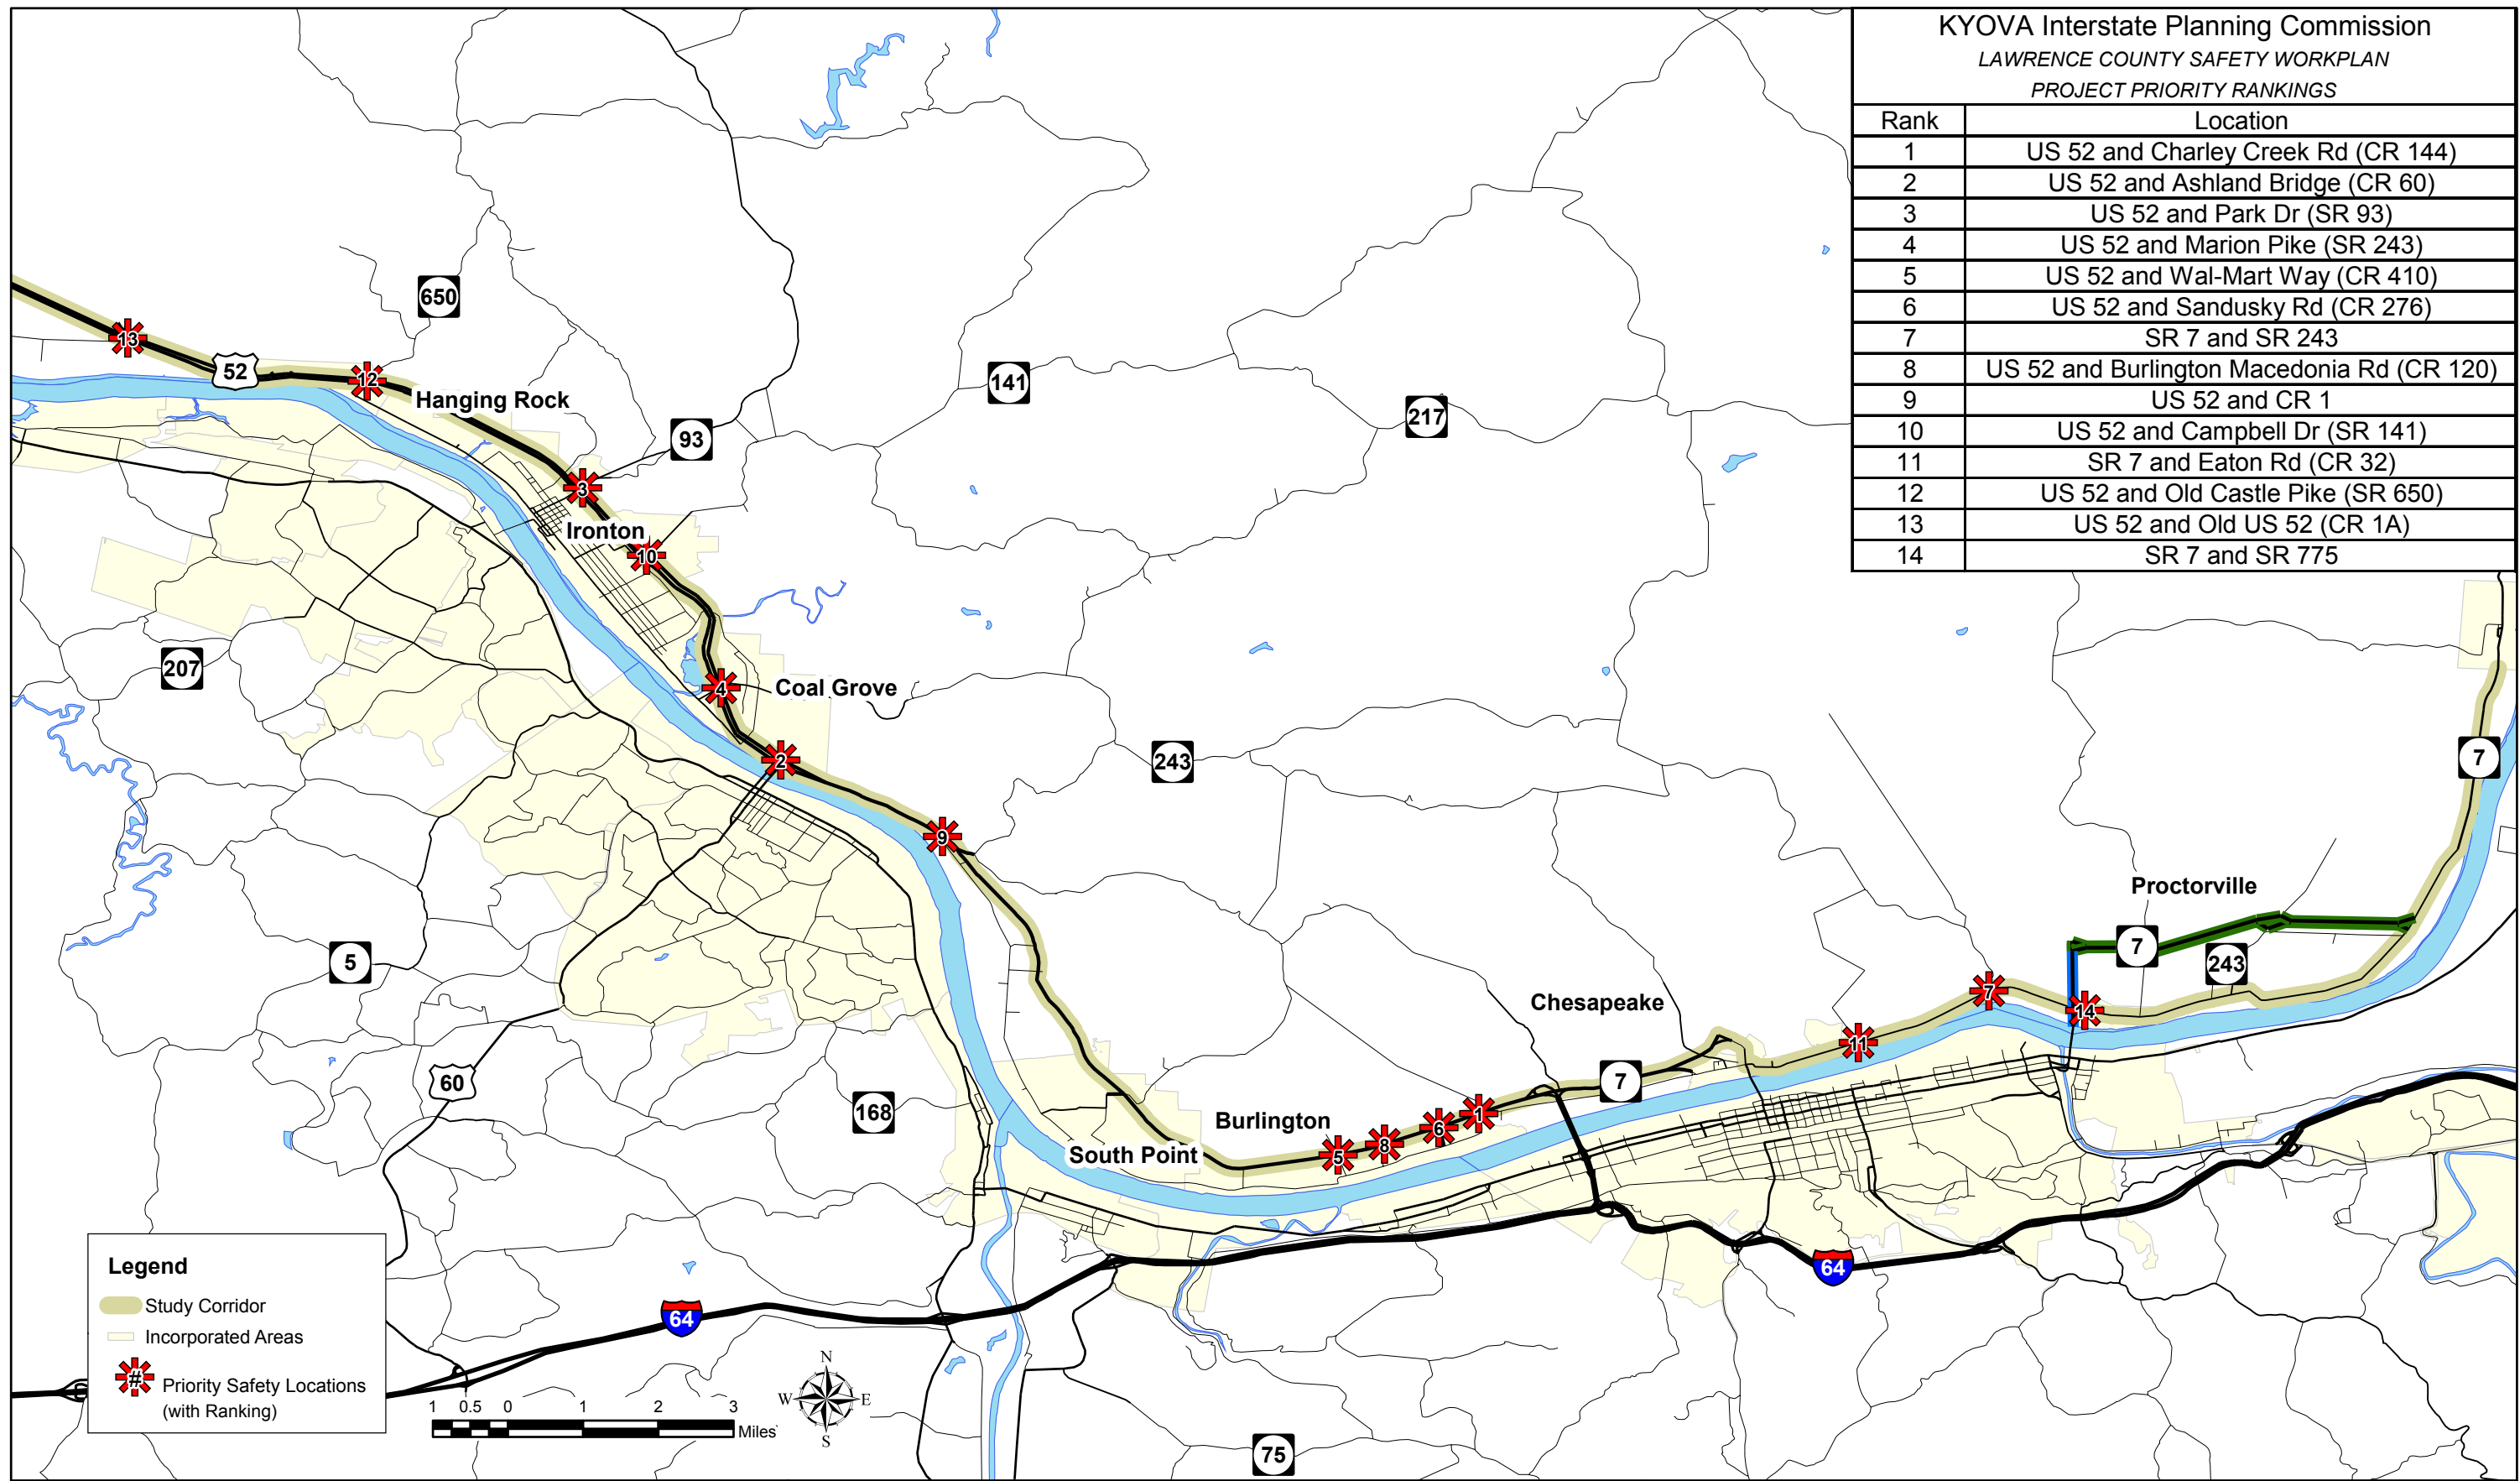 KYOVA Interstate Planning Commission
LAWRENCE COUNTY SAFETY WORKPLAN
PROJECT PRIORITY RANKINGS
Rank Location
1 US 52 and Charley Creek Rd (CR 144)
2 US 52 and Ashland Bridge (CR 60)
3 US 52 and Park Dr (SR 93)
4 US 52 and Marion Pike (SR 243)
5 US 52 and Wal-Mart Way (CR 410)
6 US 52 and Sandusky Rd (CR 276)
7 SR 7 and SR 243
8 US 52 and Burlington Macedonia Rd (CR 120)
9 US 52 and CR 1
10 US 52 and Campbell Dr (SR 141)
11 SR 7 and Eaton Rd (CR 32)
12 US 52 and Old Castle Pike (SR 650)
13 US 52 and Old US 52 (CR 1A)
14 SR 7 and SR 775
650
13
52
12
141
Hanging Rock
217
93
3
Ironton
10
207
4
Coal Grove
2
243
7
9
Proctorville
5
7
243
7
Chesapeake
14
11
60
7
168
1
Burlington
6
8
South Point
5
64
64
Legend
Study Corridor
Incorporated Areas
# Priority Safety Locations
(with Ranking)
1 0.5 0 1 2 3
Miles
N
W E
S
75